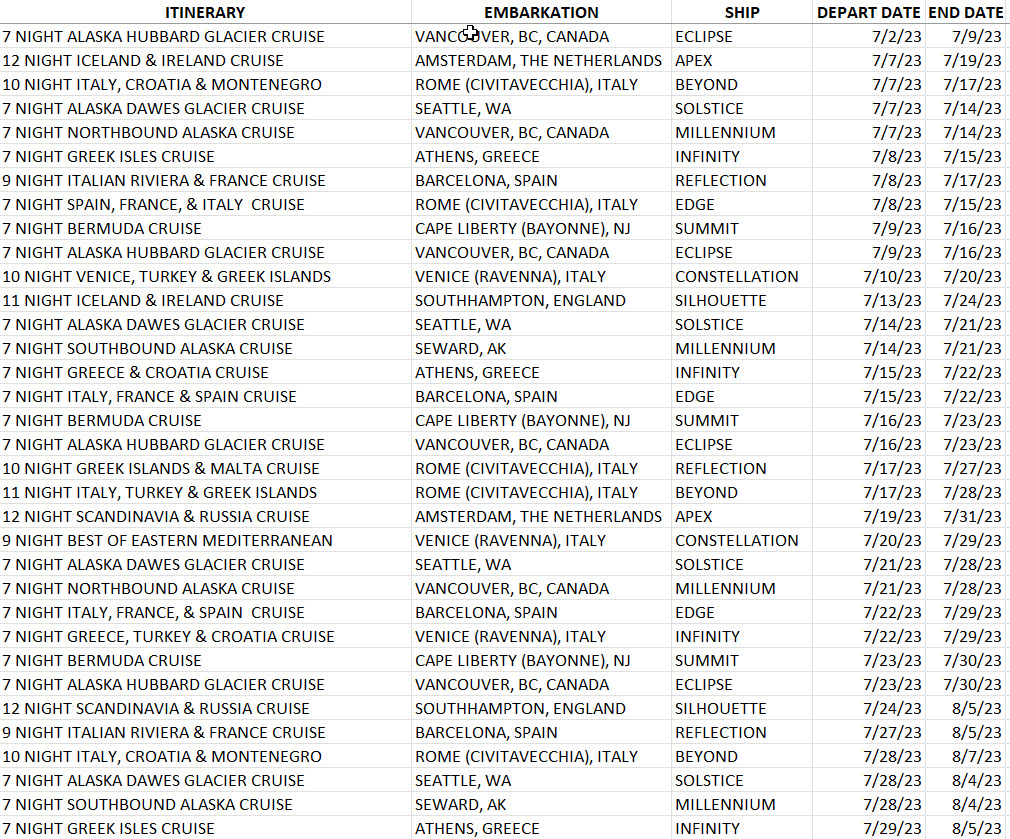 ITINERARY EMBARKATION SHIP DEPART DATE END DATE
7 NIGHT ALASKA HUBBARD GLACIER CRUISE VANCOUVER, BC, CANADA ECLIPSE 7/2/23 7/9/23
12 NIGHT ICELAND & IRELAND CRUISE AMSTERDAM, THE NETHERLANDS APEX 7/7/23 7/19/23
10 NIGHT ITALY, CROATIA & MONTENEGRO ROME (CIVITAVECCHIA), ITALY BEYOND 7/7/23 7/17/23
7 NIGHT ALASKA DAWES GLACIER CRUISE SEATTLE, WA SOLSTICE 7/7/23 7/14/23
7 NIGHT NORTHBOUND ALASKA CRUISE VANCOUVER, BC, CANADA MILLENNIUM 7/7/23 7/14/23
7 NIGHT GREEK ISLES CRUISE ATHENS, GREECE INFINITY 7/8/23 7/15/23
9 NIGHT ITALIAN RIVIERA & FRANCE CRUISE BARCELONA, SPAIN REFLECTION 7/8/23 7/17/23
7 NIGHT SPAIN, FRANCE, & ITALY  CRUISE ROME (CIVITAVECCHIA), ITALY EDGE 7/8/23 7/15/23
7 NIGHT BERMUDA CRUISE CAPE LIBERTY (BAYONNE), NJ SUMMIT 7/9/23 7/16/23
7 NIGHT ALASKA HUBBARD GLACIER CRUISE VANCOUVER, BC, CANADA ECLIPSE 7/9/23 7/16/23
10 NIGHT VENICE, TURKEY & GREEK ISLANDS VENICE (RAVENNA), ITALY CONSTELLATION 7/10/23 7/20/23
11 NIGHT ICELAND & IRELAND CRUISE SOUTHHAMPTON, ENGLAND SILHOUETTE 7/13/23 7/24/23
7 NIGHT ALASKA DAWES GLACIER CRUISE SEATTLE, WA SOLSTICE 7/14/23 7/21/23
7 NIGHT SOUTHBOUND ALASKA CRUISE SEWARD, AK MILLENNIUM 7/14/23 7/21/23
7 NIGHT GREECE & CROATIA CRUISE ATHENS, GREECE INFINITY 7/15/23 7/22/23
7 NIGHT ITALY, FRANCE & SPAIN CRUISE BARCELONA, SPAIN EDGE 7/15/23 7/22/23
7 NIGHT BERMUDA CRUISE CAPE LIBERTY (BAYONNE), NJ SUMMIT 7/16/23 7/23/23
7 NIGHT ALASKA HUBBARD GLACIER CRUISE VANCOUVER, BC, CANADA ECLIPSE 7/16/23 7/23/23
10 NIGHT GREEK ISLANDS & MALTA CRUISE ROME (CIVITAVECCHIA), ITALY REFLECTION 7/17/23 7/27/23
11 NIGHT ITALY, TURKEY & GREEK ISLANDS ROME (CIVITAVECCHIA), ITALY BEYOND 7/17/23 7/28/23
12 NIGHT SCANDINAVIA & RUSSIA CRUISE AMSTERDAM, THE NETHERLANDS APEX 7/19/23 7/31/23
9 NIGHT BEST OF EASTERN MEDITERRANEAN VENICE (RAVENNA), ITALY CONSTELLATION 7/20/23 7/29/23
7 NIGHT ALASKA DAWES GLACIER CRUISE SEATTLE, WA SOLSTICE 7/21/23 7/28/23
7 NIGHT NORTHBOUND ALASKA CRUISE VANCOUVER, BC, CANADA MILLENNIUM 7/21/23 7/28/23
7 NIGHT ITALY, FRANCE, & SPAIN  CRUISE BARCELONA, SPAIN EDGE 7/22/23 7/29/23
7 NIGHT GREECE, TURKEY & CROATIA CRUISE VENICE (RAVENNA), ITALY INFINITY 7/22/23 7/29/23
7 NIGHT BERMUDA CRUISE CAPE LIBERTY (BAYONNE), NJ SUMMIT 7/23/23 7/30/23
7 NIGHT ALASKA HUBBARD GLACIER CRUISE VANCOUVER, BC, CANADA ECLIPSE 7/23/23 7/30/23
12 NIGHT SCANDINAVIA & RUSSIA CRUISE SOUTHHAMPTON, ENGLAND SILHOUETTE 7/24/23 8/5/23
9 NIGHT ITALIAN RIVIERA & FRANCE CRUISE BARCELONA, SPAIN REFLECTION 7/27/23 8/5/23
10 NIGHT ITALY, CROATIA & MONTENEGRO ROME (CIVITAVECCHIA), ITALY BEYOND 7/28/23 8/7/23
7 NIGHT ALASKA DAWES GLACIER CRUISE SEATTLE, WA SOLSTICE 7/28/23 8/4/23
7 NIGHT SOUTHBOUND ALASKA CRUISE SEWARD, AK MILLENNIUM 7/28/23 8/4/23
7 NIGHT GREEK ISLES CRUISE ATHENS, GREECE INFINITY 7/29/23 8/5/23